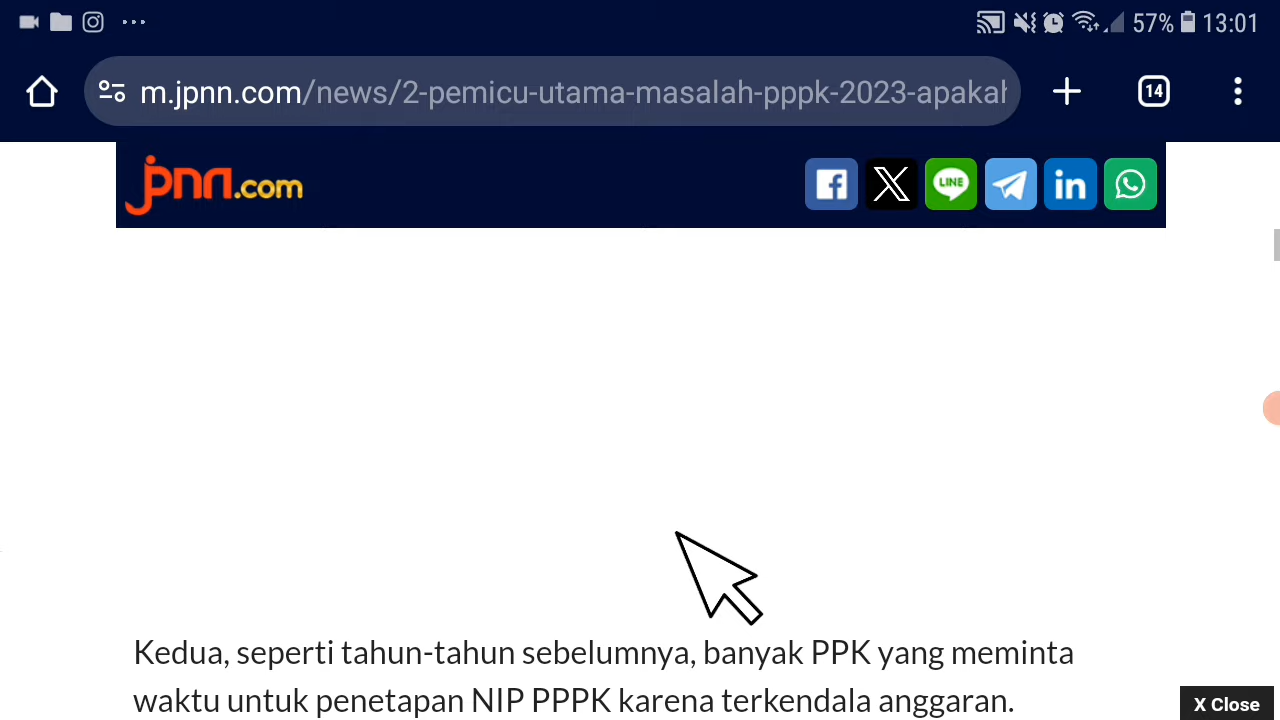 57% 13:01
m.jpnn.com/news/2-pemicu-utama-masalah-pppk-2023-apakah
14
jpnn.com
LINE
in
Kedua, seperti tahun-tahun sebelumnya, banyak PPK yang meminta
waktu untuk penetapan NIP PPPK karena terkendala anggaran.
X Close